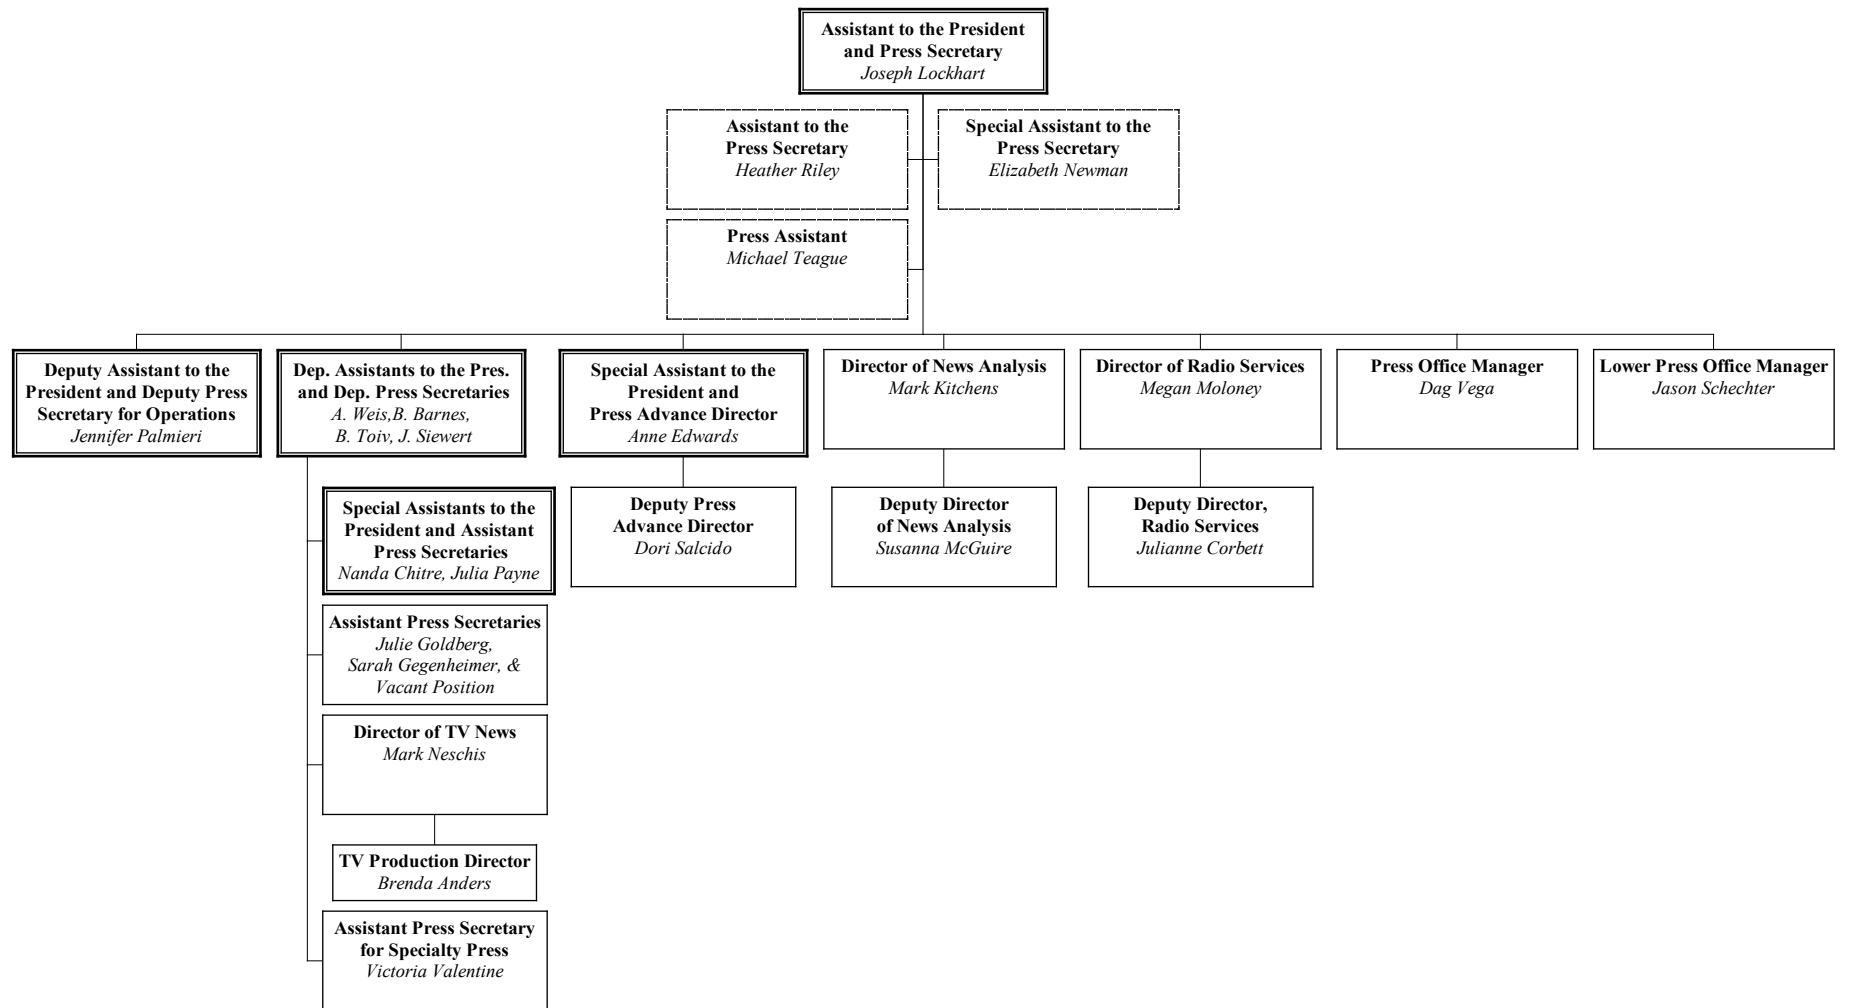 Assistant to the President
and Press Secretary
Joseph Lockhart
Assistant to the
Press Secretary
Heather Riley
Special Assistant to the
Press Secretary
Elizabeth Newman
Press Assistant
Michael Teague
Deputy Assistant to the
President and Deputy Press
Secretary for Operations
Jennifer Palmieri
Dep. Assistants to the Pres.
and Dep. Press Secretaries
A. Weis,B. Barnes,
B. Toiv, J. Siewert
Special Assistant to the
President and
Press Advance Director
Anne Edwards
Director of News Analysis
Mark Kitchens
Director of Radio Services
Megan Moloney
Press Office Manager
Dag Vega
Lower Press Office Manager
Jason Schechter
Special Assistants to the
President and Assistant
Press Secretaries
Nanda Chitre, Julia Payne
Deputy Press
Advance Director
Dori Salcido
Deputy Director
of News Analysis
Susanna McGuire
Deputy Director,
Radio Services
Julianne Corbett
Assistant Press Secretaries
Julie Goldberg,
Sarah Gegenheimer, &
Vacant Position
Director of TV News
Mark Neschis
TV Production Director
Brenda Anders
Assistant Press Secretary
for Specialty Press
Victoria Valentine